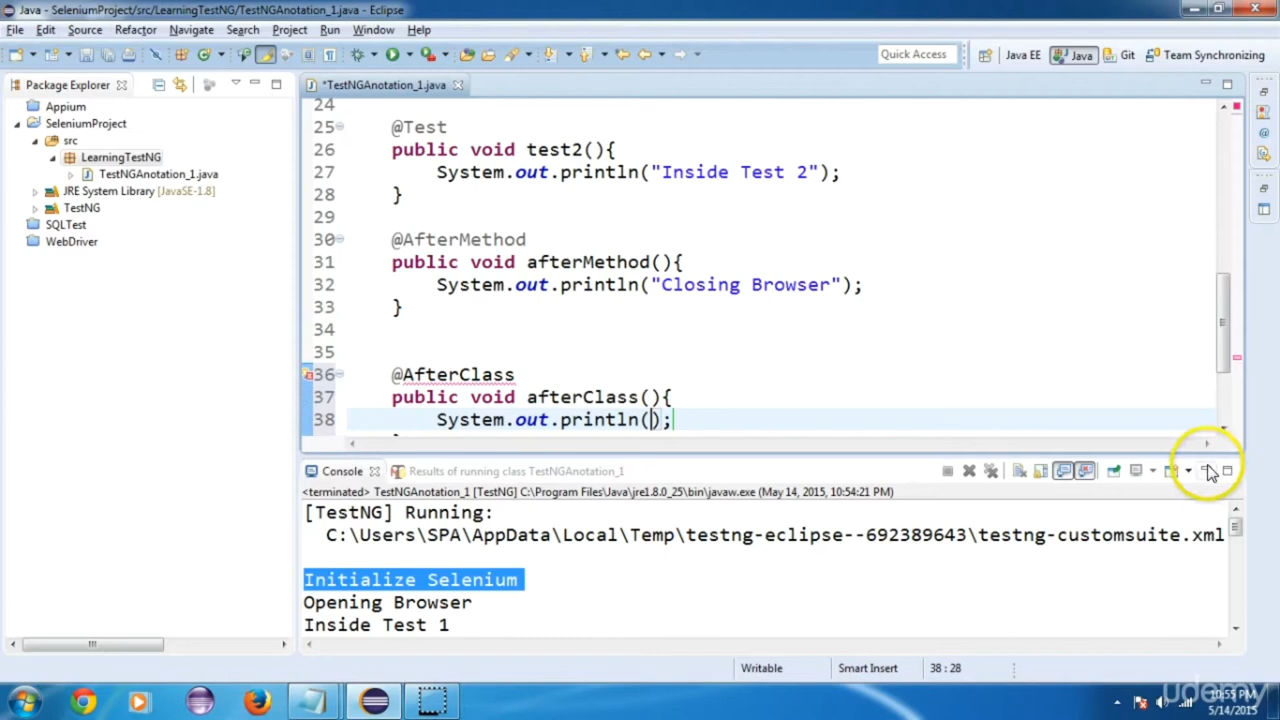 Java - SeleniumProject/src/LearningTestNG/TestNGAnotation_1.java - Eclipse
File Edit Source Refactor Navigate Search Project Run Window Help
Quick Access Java EE Java Git Team Synchronizing
Package Explorer
Appium
SeleniumProject
src
LearningTestNG
TestNGAnotation_1.java
JRE System Library [JavaSE-1.8]
TestNG
SQLTest
WebDriver
*TestNGAnotation_1.java
24
25 @Test
26 public void test2(){
27 System.out.println("Inside Test 2");
28 }
29
30 @AfterMethod
31 public void afterMethod(){
32 System.out.println("Closing Browser");
33 }
34
35
36 @AfterClass
37 public void afterClass(){
38 System.out.println();
Console Results of running class TestNGAnotation_1
<terminated> TestNGAnotation_1 [TestNG] C:\Program Files\Java\jre1.8.0_25\bin\javaw.exe (May 14, 2015, 10:54:21 PM)
[TestNG] Running:
C:\Users\SPA\AppData\Local\Temp\testng-eclipse--692389643\testng-customsuite.xml
Initialize Selenium
Opening Browser
Inside Test 1
Writable Smart Insert 38 : 28
udemy
10:55 PM
5/14/2015